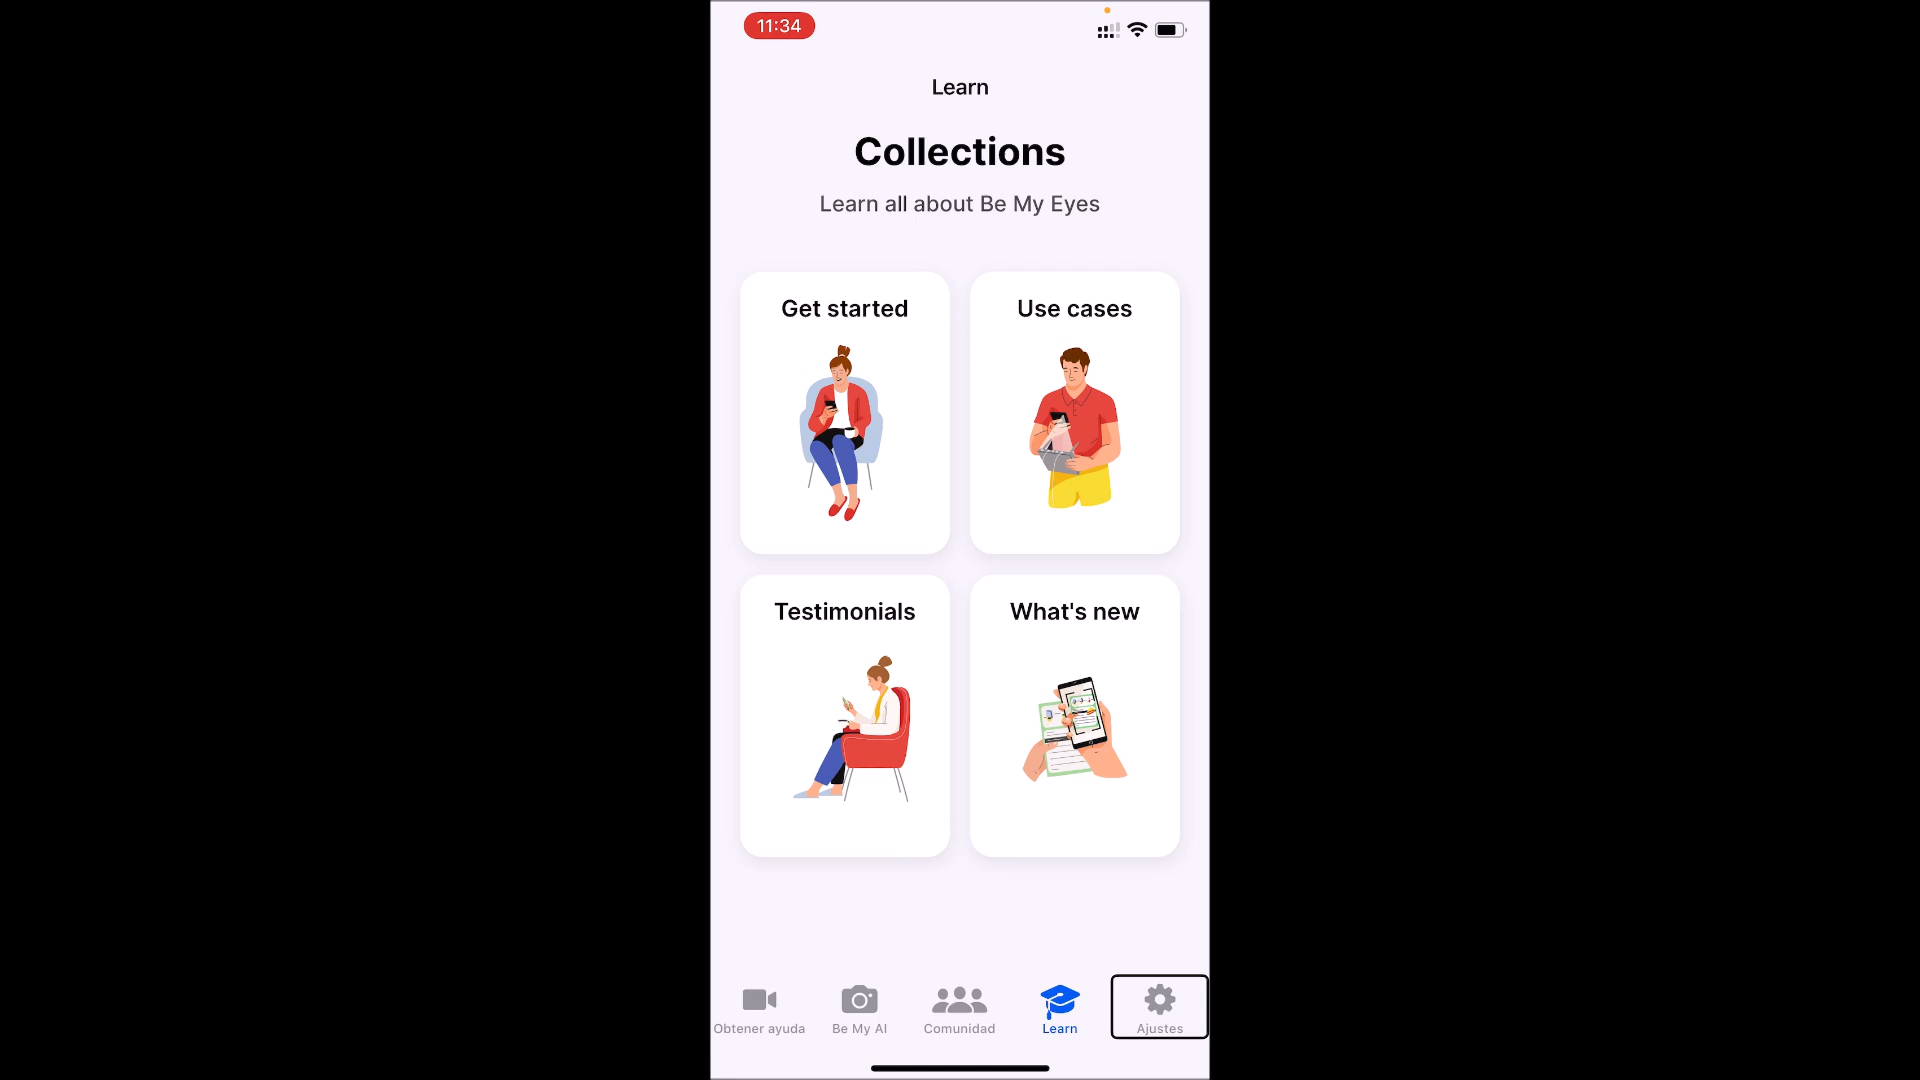 11:34
Learn
Collections
Learn all about Be My Eyes
Get started
Use cases
Testimonials
What's new
Obtener ayuda
Be My AI
Comunidad
Learn
Ajustes